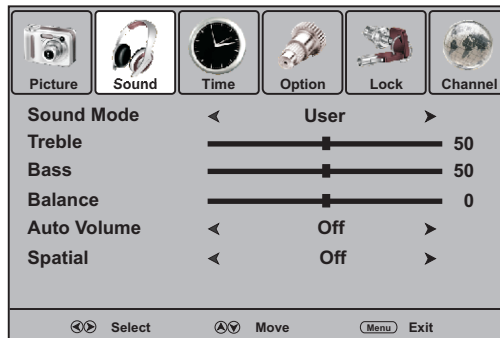 Picture Sound Time Option Lock Channel
Sound Mode User
Treble 50
Bass 50
Balance 0
Auto Volume Off
Spatial Off
Select Move Menu Exit